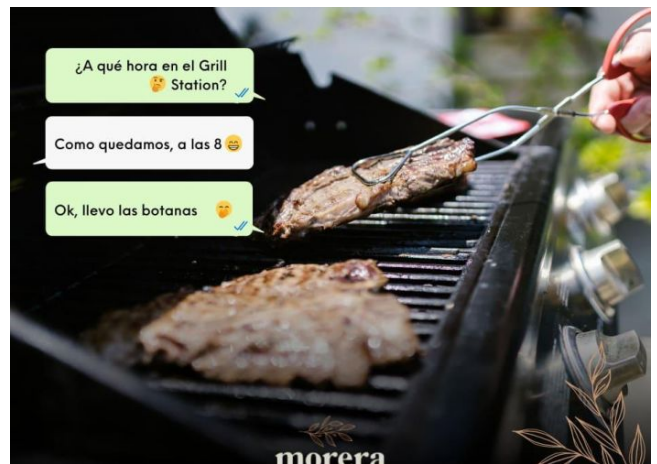 ¿A qué hora en el Grill
🤔 Station?
Como quedamos, a las 8 😄
Ok, llevo las botanas 🤭
morera